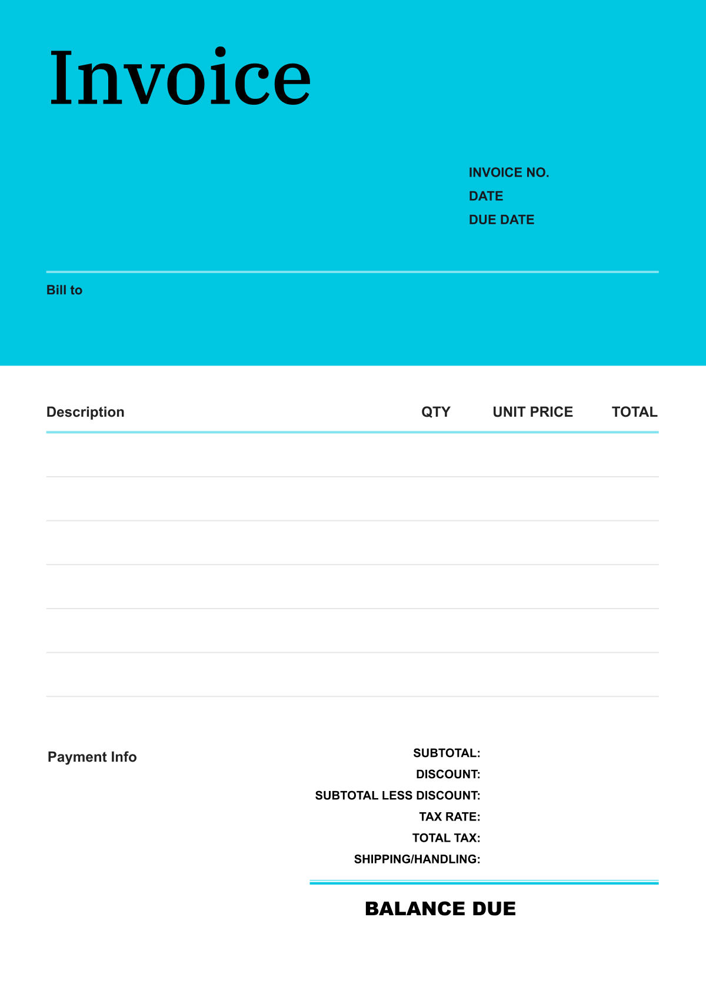 Invoice
INVOICE NO.
DATE
DUE DATE
Bill to
Description QTY UNIT PRICE TOTAL
Payment Info
SUBTOTAL:
DISCOUNT:
SUBTOTAL LESS DISCOUNT:
TAX RATE:
TOTAL TAX:
SHIPPING/HANDLING:
BALANCE DUE